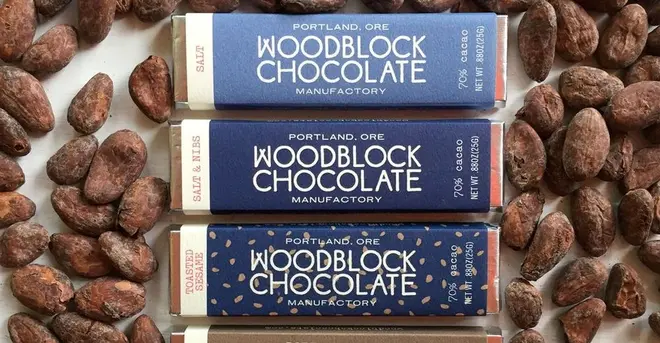 SALT
PORTLAND, ORE
WOODBLOCK
CHOCOLATE
MANUFACTORY
70% cacao
NET WT .88OZ(25G)
SALT & NIBS
PORTLAND, ORE
WOODBLOCK
CHOCOLATE
MANUFACTORY
70% cacao
NET WT .88OZ(25G)
TOASTED
SESAME
PORTLAND, ORE
WOODBLOCK
CHOCOLATE
MANUFACTORY
70% cacao
NET WT .88OZ(25G)